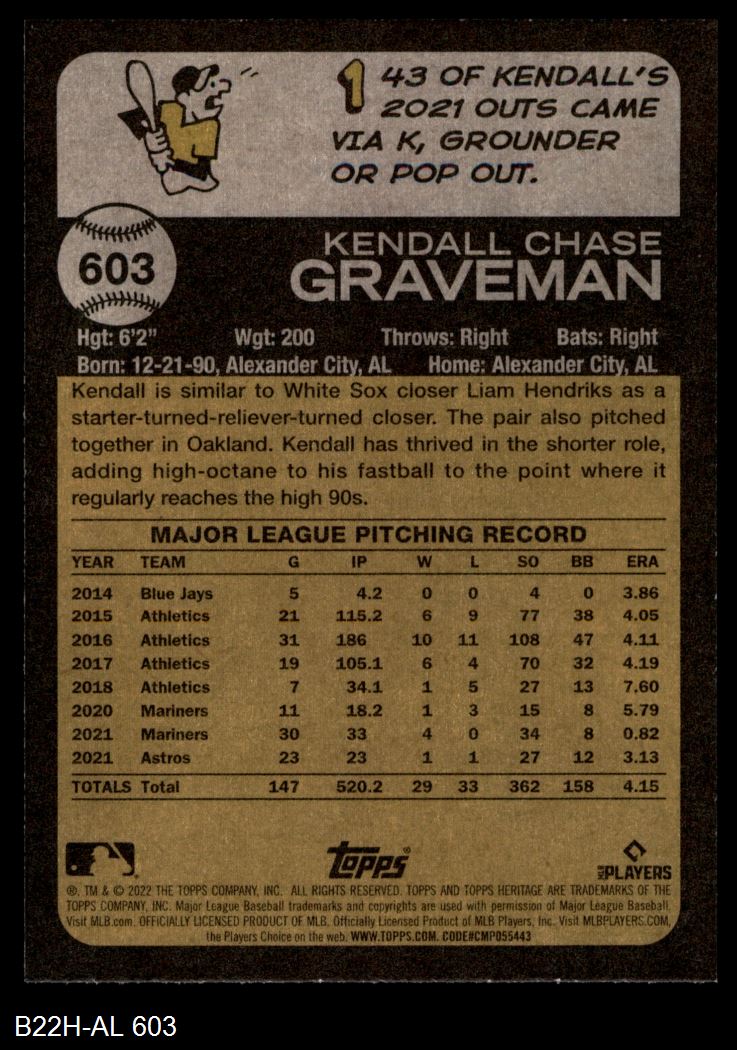 143 OF KENDALL'S
2021 OUTS CAME
VIA K, GROUNDER
OR POP OUT.
603
KENDALL CHASE
GRAVEMAN
Hgt: 6'2" Wgt: 200 Throws: Right Bats: Right
Born: 12-21-90, Alexander City, AL Home: Alexander City, AL
Kendall is similar to White Sox closer Liam Hendriks as a
starter-turned-reliever-turned closer. The pair also pitched
together in Oakland. Kendall has thrived in the shorter role,
adding high-octane to his fastball to the point where it
regularly reaches the high 90s.
MAJOR LEAGUE PITCHING RECORD
YEAR TEAM G IP W L SO BB ERA
2014 Blue Jays 5 4.2 0 0 4 0 3.86
2015 Athletics 21 115.2 6 9 77 38 4.05
2016 Athletics 31 186 10 11 108 47 4.11
2017 Athletics 19 105.1 6 4 70 32 4.19
2018 Athletics 7 34.1 1 5 27 13 7.60
2020 Mariners 11 18.2 1 3 15 8 5.79
2021 Mariners 30 33 4 0 34 8 0.82
2021 Astros 23 23 1 1 27 12 3.13
TOTALS Total 147 520.2 29 33 362 158 4.15
Topps®
MLB PLAYERS
®, TM & © 2022 THE TOPPS COMPANY, INC. ALL RIGHTS RESERVED. TOPPS AND TOPPS HERITAGE ARE TRADEMARKS OF THE
TOPPS COMPANY, INC. Major League Baseball trademarks and copyrights are used with permission of Major League Baseball.
Visit MLB.com. OFFICIALLY LICENSED PRODUCT OF MLB. Officially Licensed Product of MLB Players, Inc. Visit MLBPLAYERS.COM,
the Players Choice on the web. WWW.TOPPS.COM. CODE#CMP055443
B22H-AL 603